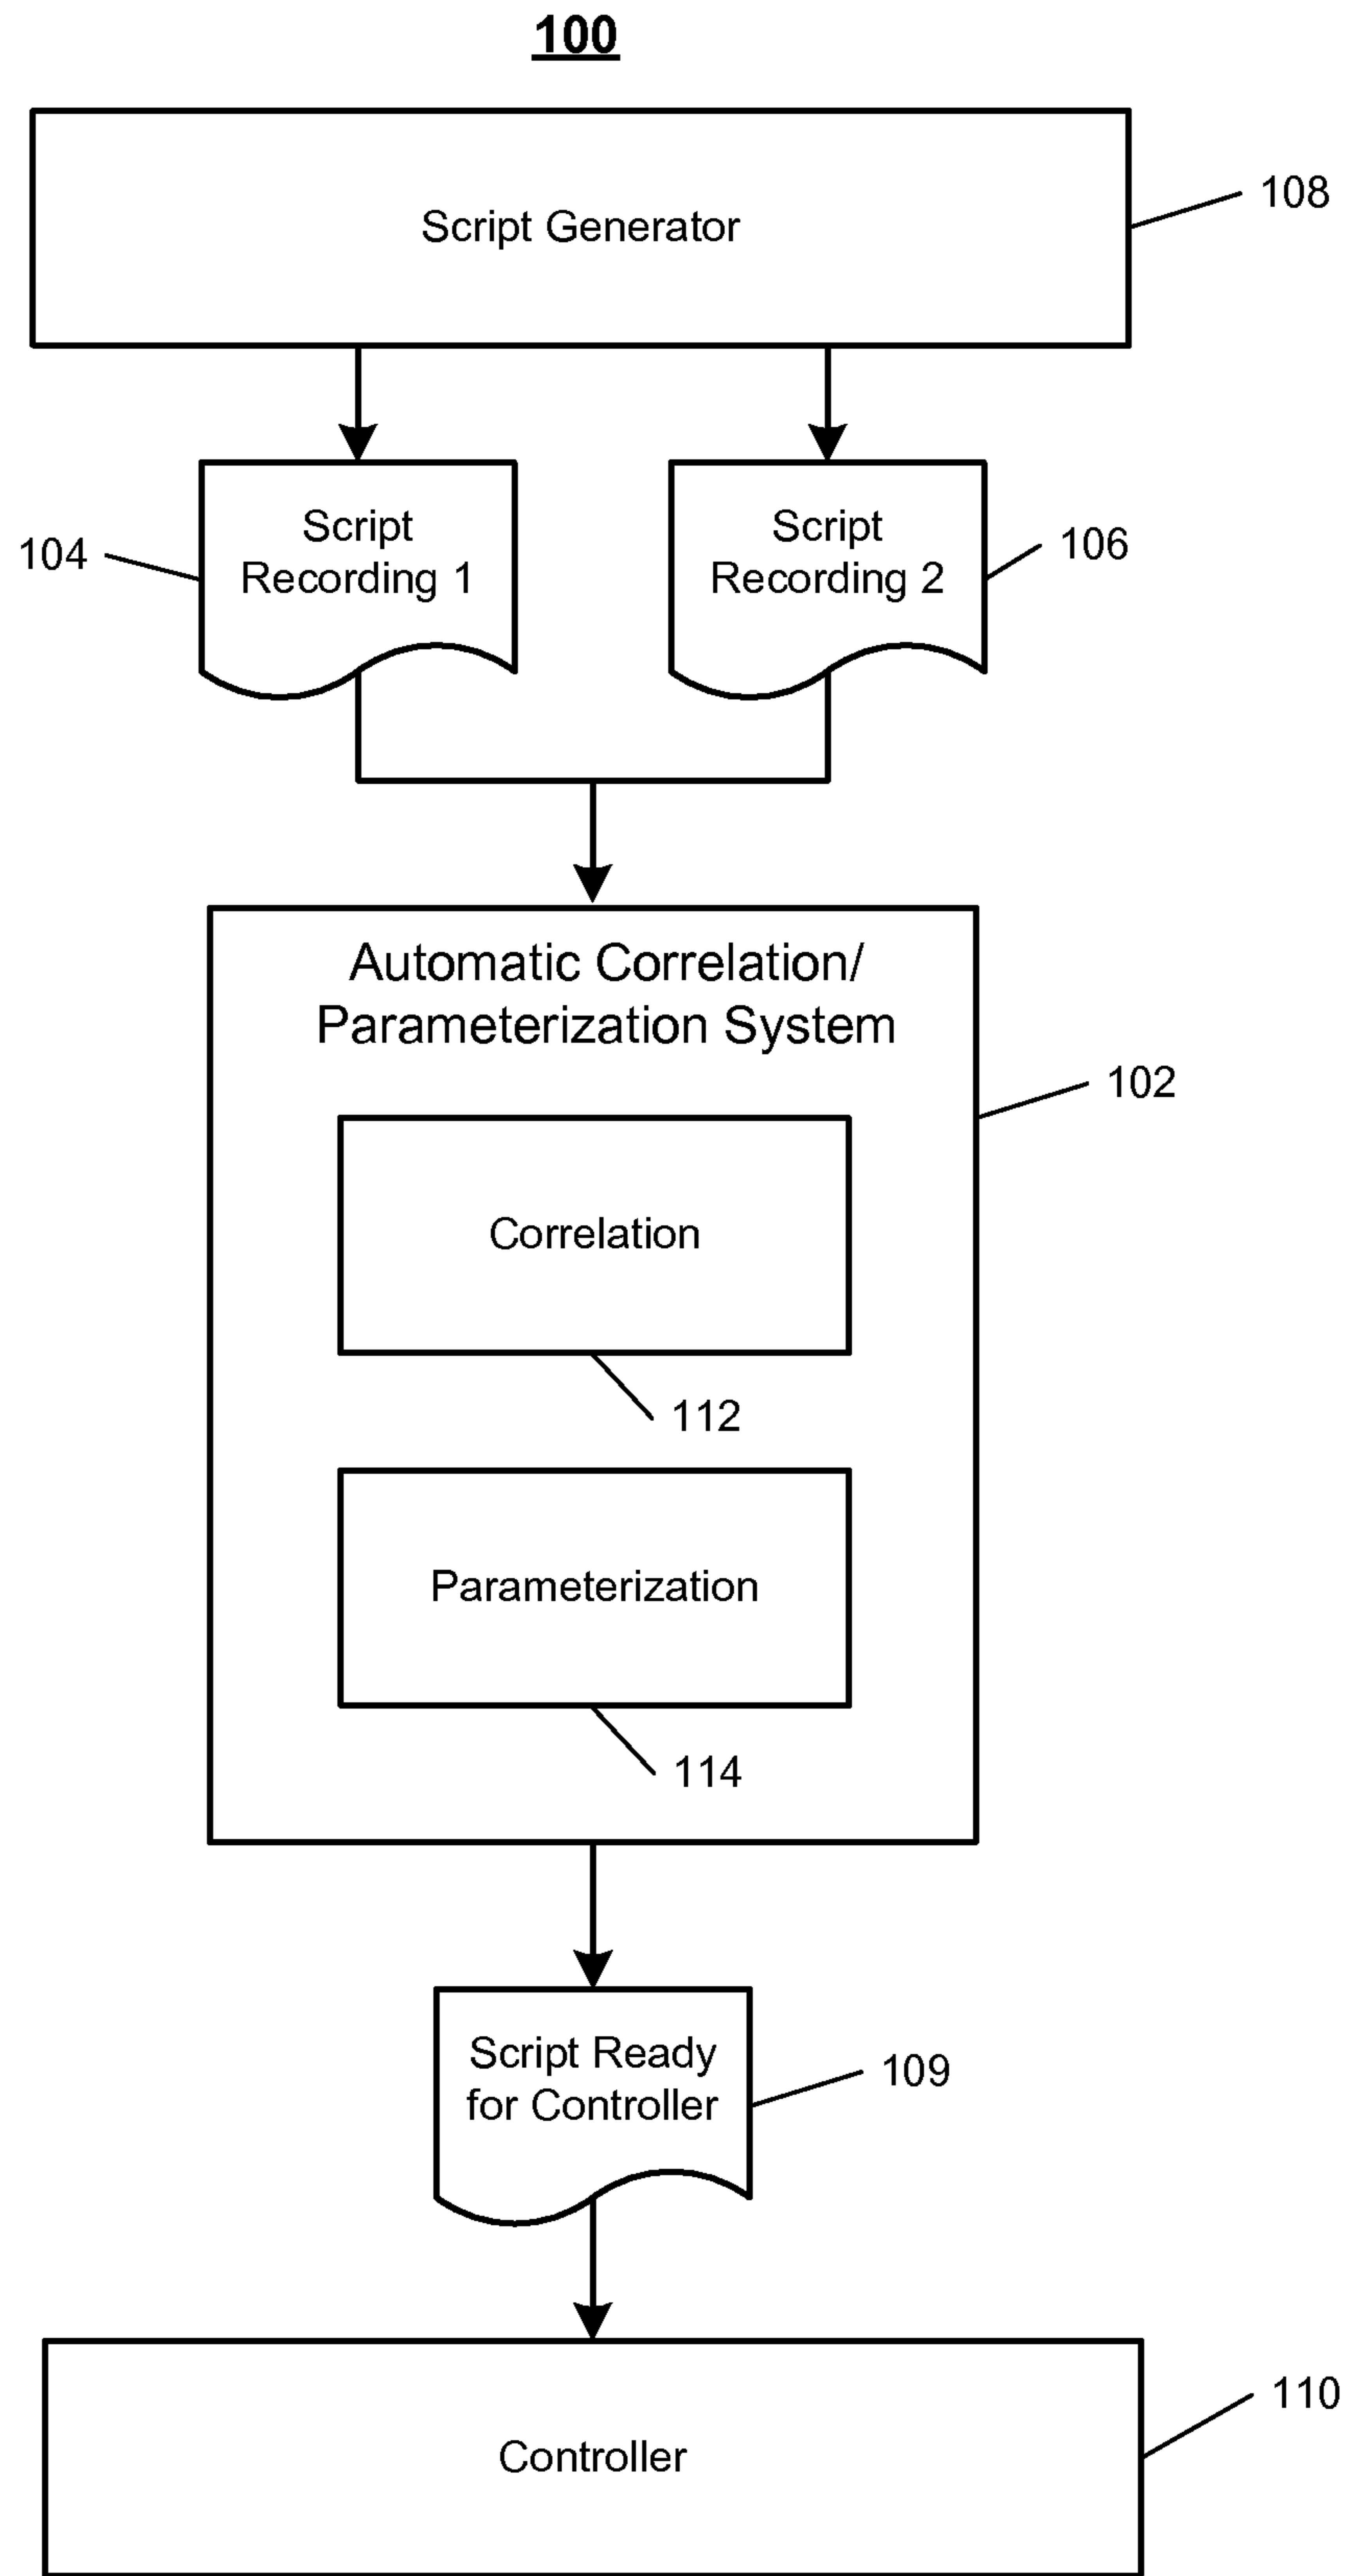 100
Script Generator
108
Script
Recording 1
104
Script
Recording 2
106
Automatic Correlation/
Parameterization System
102
Correlation
112
Parameterization
114
Script Ready
for Controller
109
Controller
110